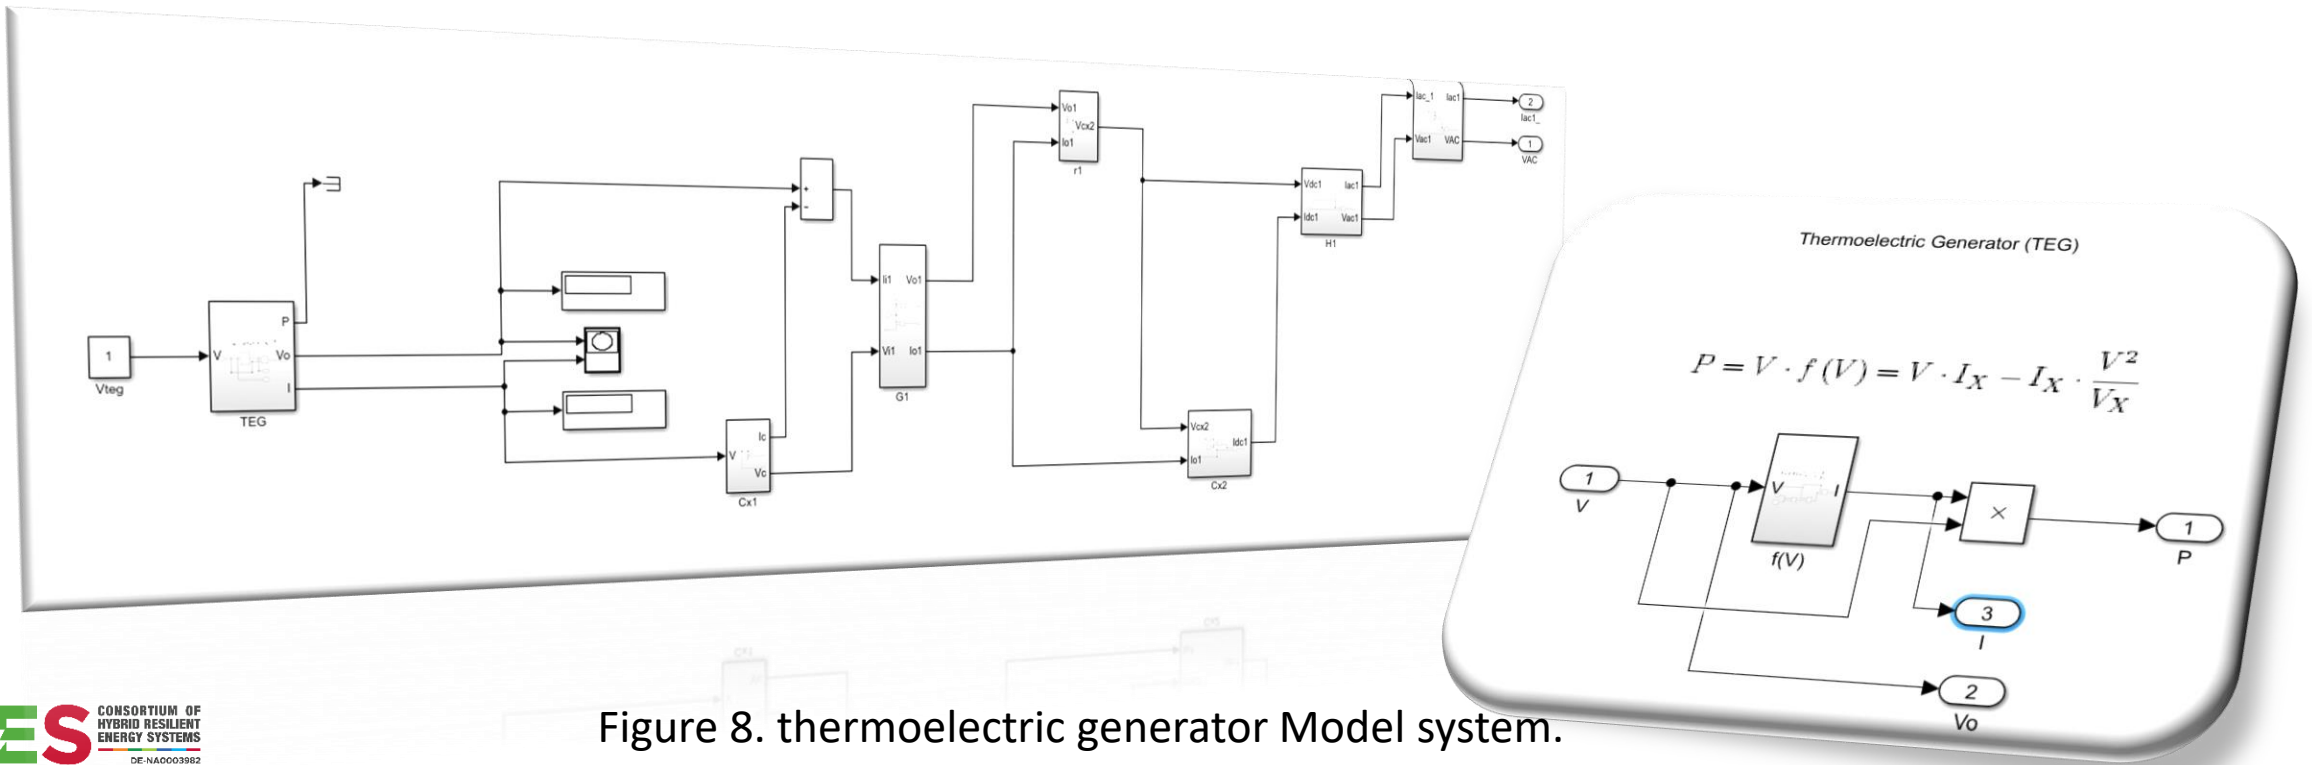 1
Vteg
V
P
Vo
I
TEG
+
-
V
Ic
Vc
Cx1
Ii1
Vo1
Vi1
Io1
G1
Vo1
Vcx2
Io1
r1
Vcx2
Idc1
Io1
Cx2
Vdc1
Iac1
Idc1
Vac1
H1
Iac_1
Iac1
Vac1
VAC
2
Iac1_
1
VAC
Thermoelectric Generator (TEG)
P = V · f (V) = V · I_X − I_X · V²/V_X
1
V
V
I
f(V)
×
1
P
3
I
2
Vo
ES
CONSORTIUM OF
HYBRID RESILIENT
ENERGY SYSTEMS
DE-NA0003982
Figure 8. thermoelectric generator Model system.